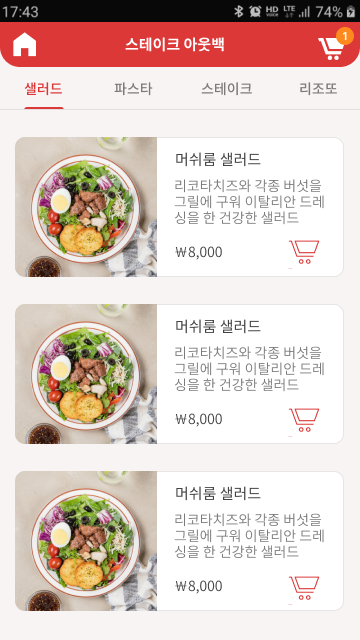 17:43
HD VOICE LTE 74%
스테이크 아웃백
1
샐러드 파스타 스테이크 리조또
머쉬룸 샐러드
리코타치즈와 각종 버섯을
그릴에 구워 이탈리안 드레
싱을 한 건강한 샐러드
₩8,000
머쉬룸 샐러드
리코타치즈와 각종 버섯을
그릴에 구워 이탈리안 드레
싱을 한 건강한 샐러드
₩8,000
머쉬룸 샐러드
리코타치즈와 각종 버섯을
그릴에 구워 이탈리안 드레
싱을 한 건강한 샐러드
₩8,000